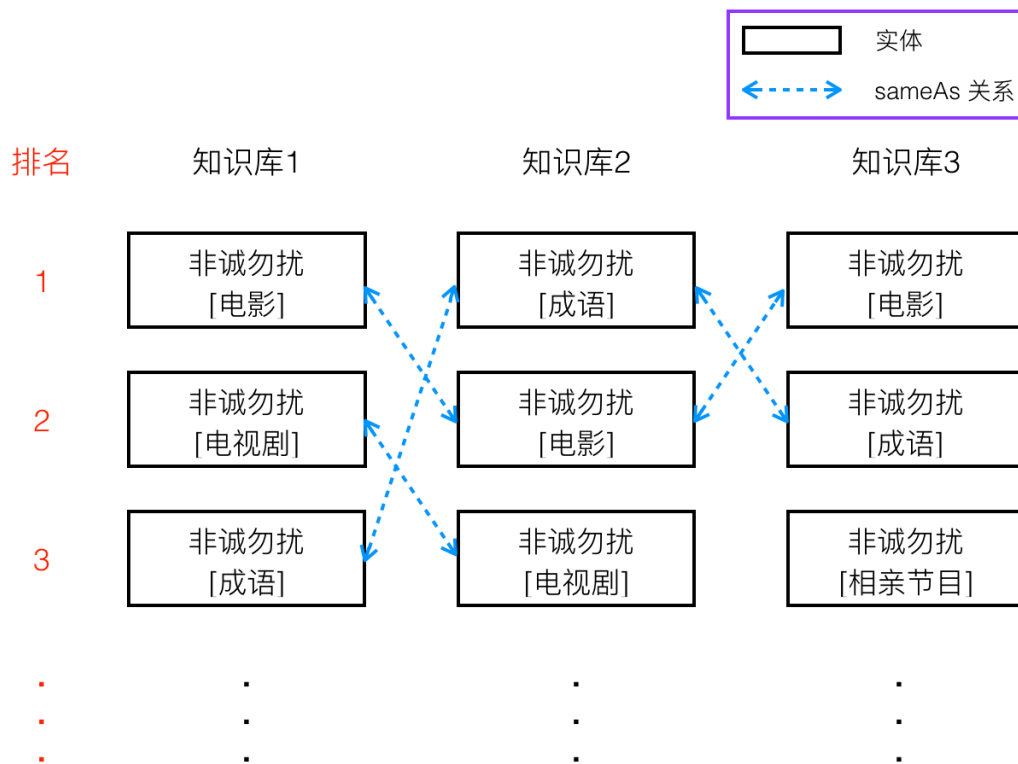 实体
sameAs 关系
排名 知识库1 知识库2 知识库3
1
非诚勿扰
[电影]
非诚勿扰
[成语]
非诚勿扰
[电影]
2
非诚勿扰
[电视剧]
非诚勿扰
[电影]
非诚勿扰
[成语]
3
非诚勿扰
[成语]
非诚勿扰
[电视剧]
非诚勿扰
[相亲节目]